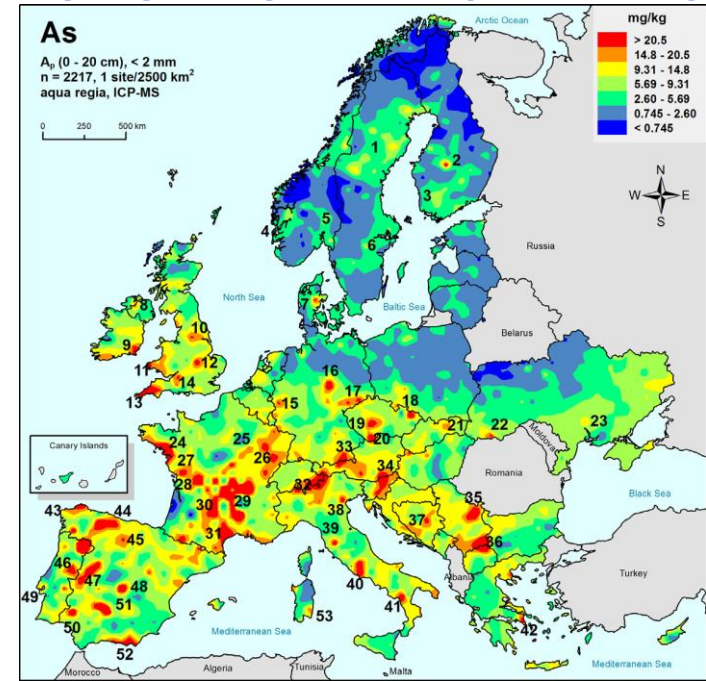 As
Ap (0 - 20 cm), < 2 mm
n = 2217, 1 site/2500 km²
aqua regia, ICP-MS
0 250 500 km
mg/kg
> 20.5
14.8 - 20.5
9.31 - 14.8
5.69 - 9.31
2.60 - 5.69
0.745 - 2.60
< 0.745
Arctic Ocean
N
W E
S
1
2
3
4
5
6
Russia
North Sea
7
Baltic Sea
8
Belarus
9
10
11
12
13
14
15
16
17
18
19
20
21
22
23
Moldova
24
25
26
27
28
29
30
31
32
33
34
Romania
Canary Islands
35
36
37
38
39
Black Sea
40
41
42
43
44
45
46
47
48
49
50
51
52
53
Albania
Turkey
Mediterranean Sea
Mediterranean Sea
Morocco
Algeria
Tunisia
Malta